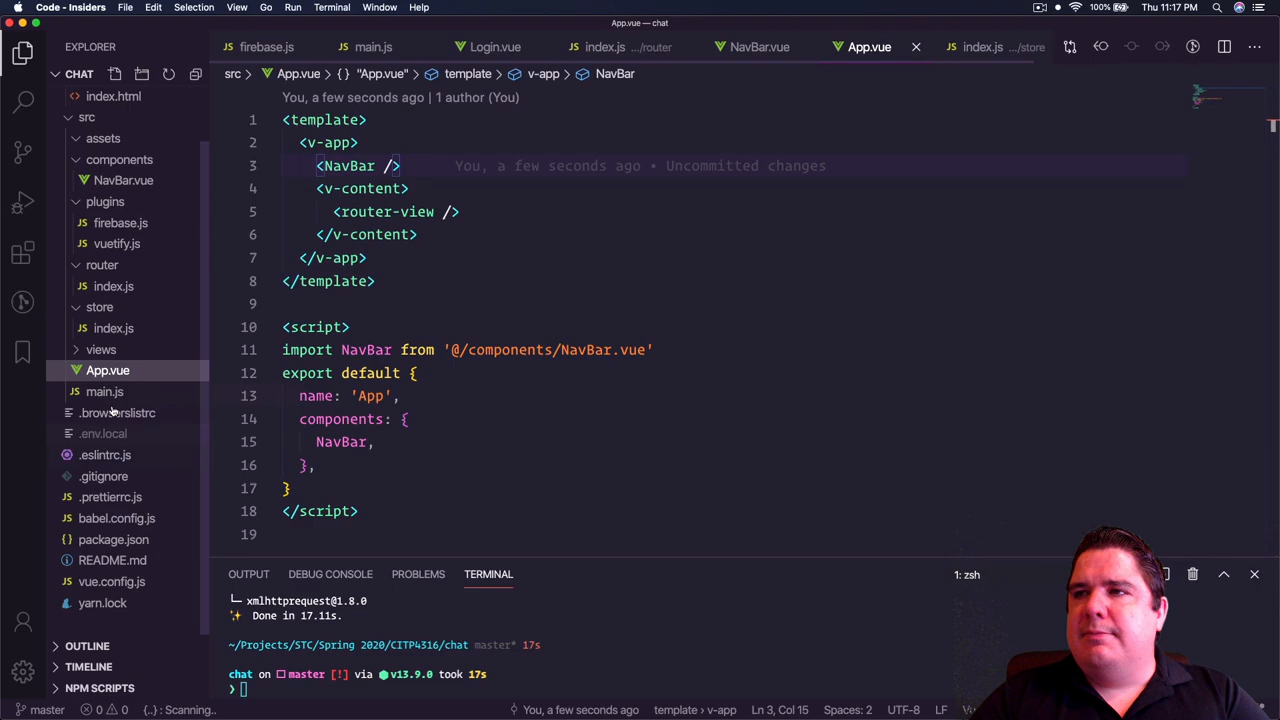 Code - Insiders File Edit Selection View Go Run Terminal Window Help 100% Thu 11:17 PM
App.vue — chat
EXPLORER
firebase.js main.js Login.vue index.js .../router NavBar.vue App.vue index.js .../store
CHAT
src > App.vue > {} "App.vue" > template > v-app > NavBar
index.html
src
assets
components
NavBar.vue
plugins
firebase.js
vuetify.js
router
index.js
store
index.js
views
App.vue
main.js
.browserslistrc
.env.local
.eslintrc.js
.gitignore
.prettierrc.js
babel.config.js
package.json
README.md
vue.config.js
yarn.lock
OUTLINE
TIMELINE
NPM SCRIPTS
You, a few seconds ago | 1 author (You)
1 <template>
2 <v-app>
3 <NavBar /> You, a few seconds ago • Uncommitted changes
4 <v-content>
5 <router-view />
6 </v-content>
7 </v-app>
8 </template>
9
10 <script>
11 import NavBar from '@/components/NavBar.vue'
12 export default {
13 name: 'App',
14 components: {
15 NavBar,
16 },
17 }
18 </script>
19
OUTPUT DEBUG CONSOLE PROBLEMS TERMINAL 1: zsh
└─ xmlhttprequest@1.8.0
✨ Done in 17.11s.
~/Projects/STC/Spring 2020/CITP4316/chat master* 17s
chat on master [!] via v13.9.0 took 17s
❯
master 0 0 {..}: Scanning.. You, a few seconds ago template > v-app Ln 3, Col 15 Spaces: 2 UTF-8 LF